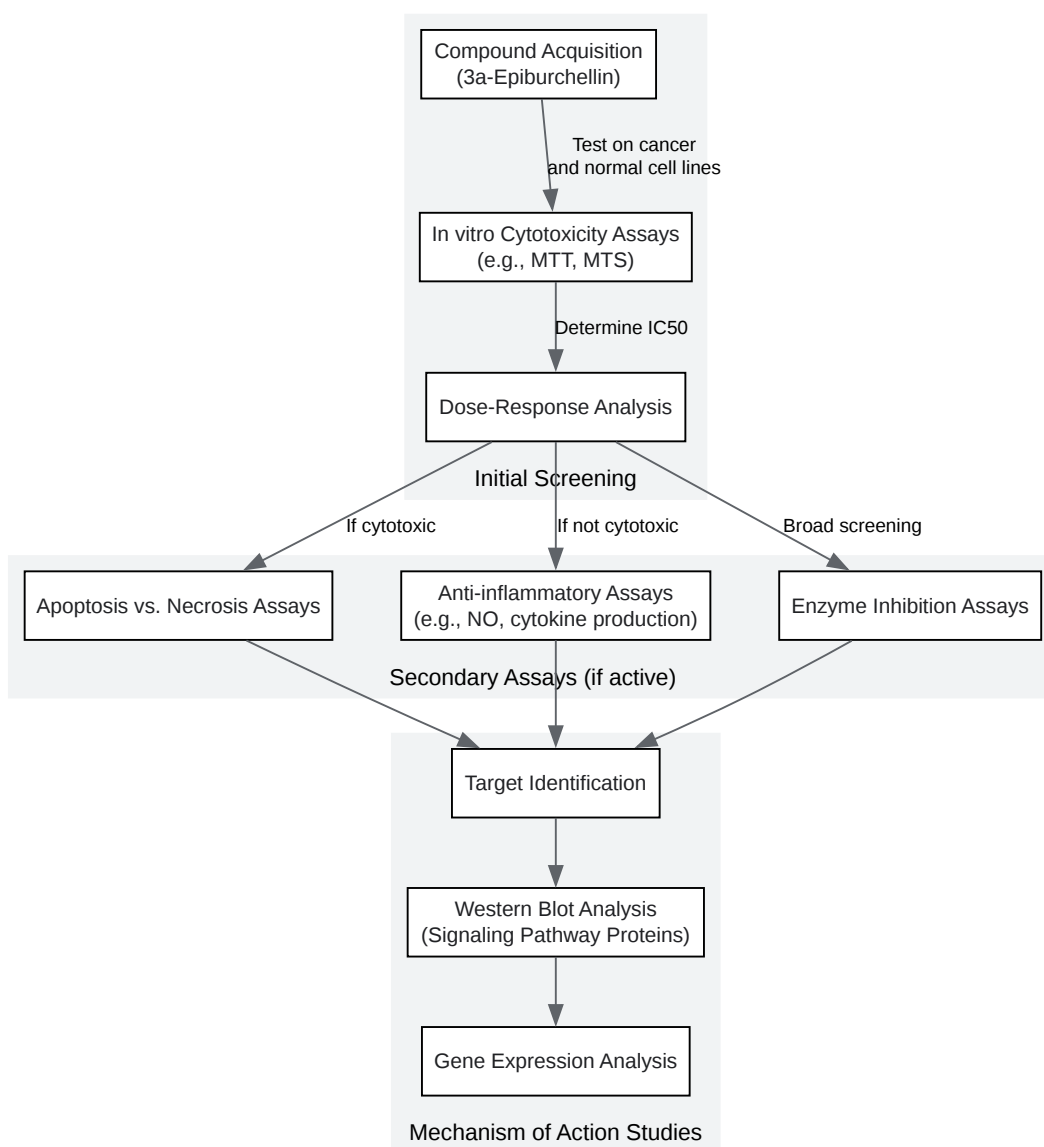 Compound Acquisition
(3a-Epiburchellin)
Test on cancer
and normal cell lines
In vitro Cytotoxicity Assays
(e.g., MTT, MTS)
Determine IC50
Dose-Response Analysis
Initial Screening
If cytotoxic
If not cytotoxic
Broad screening
Apoptosis vs. Necrosis Assays
Anti-inflammatory Assays
(e.g., NO, cytokine production)
Enzyme Inhibition Assays
Secondary Assays (if active)
Target Identification
Western Blot Analysis
(Signaling Pathway Proteins)
Gene Expression Analysis
Mechanism of Action Studies